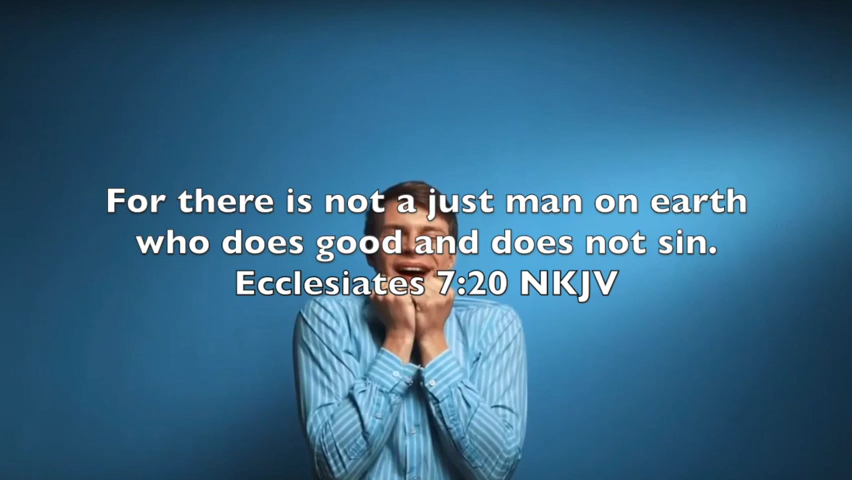 For there is not a just man on earth
who does good and does not sin.
Ecclesiates 7:20 NKJV